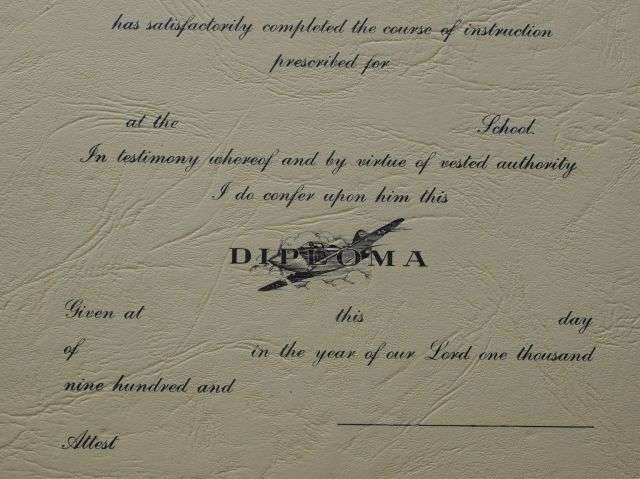 has satisfactorily completed the course of instruction
prescribed for
at the School.
In testimony whereof and by virtue of vested authority
I do confer upon him this
DIPLOMA
Given at this day
of in the year of our Lord one thousand
nine hundred and
Attest